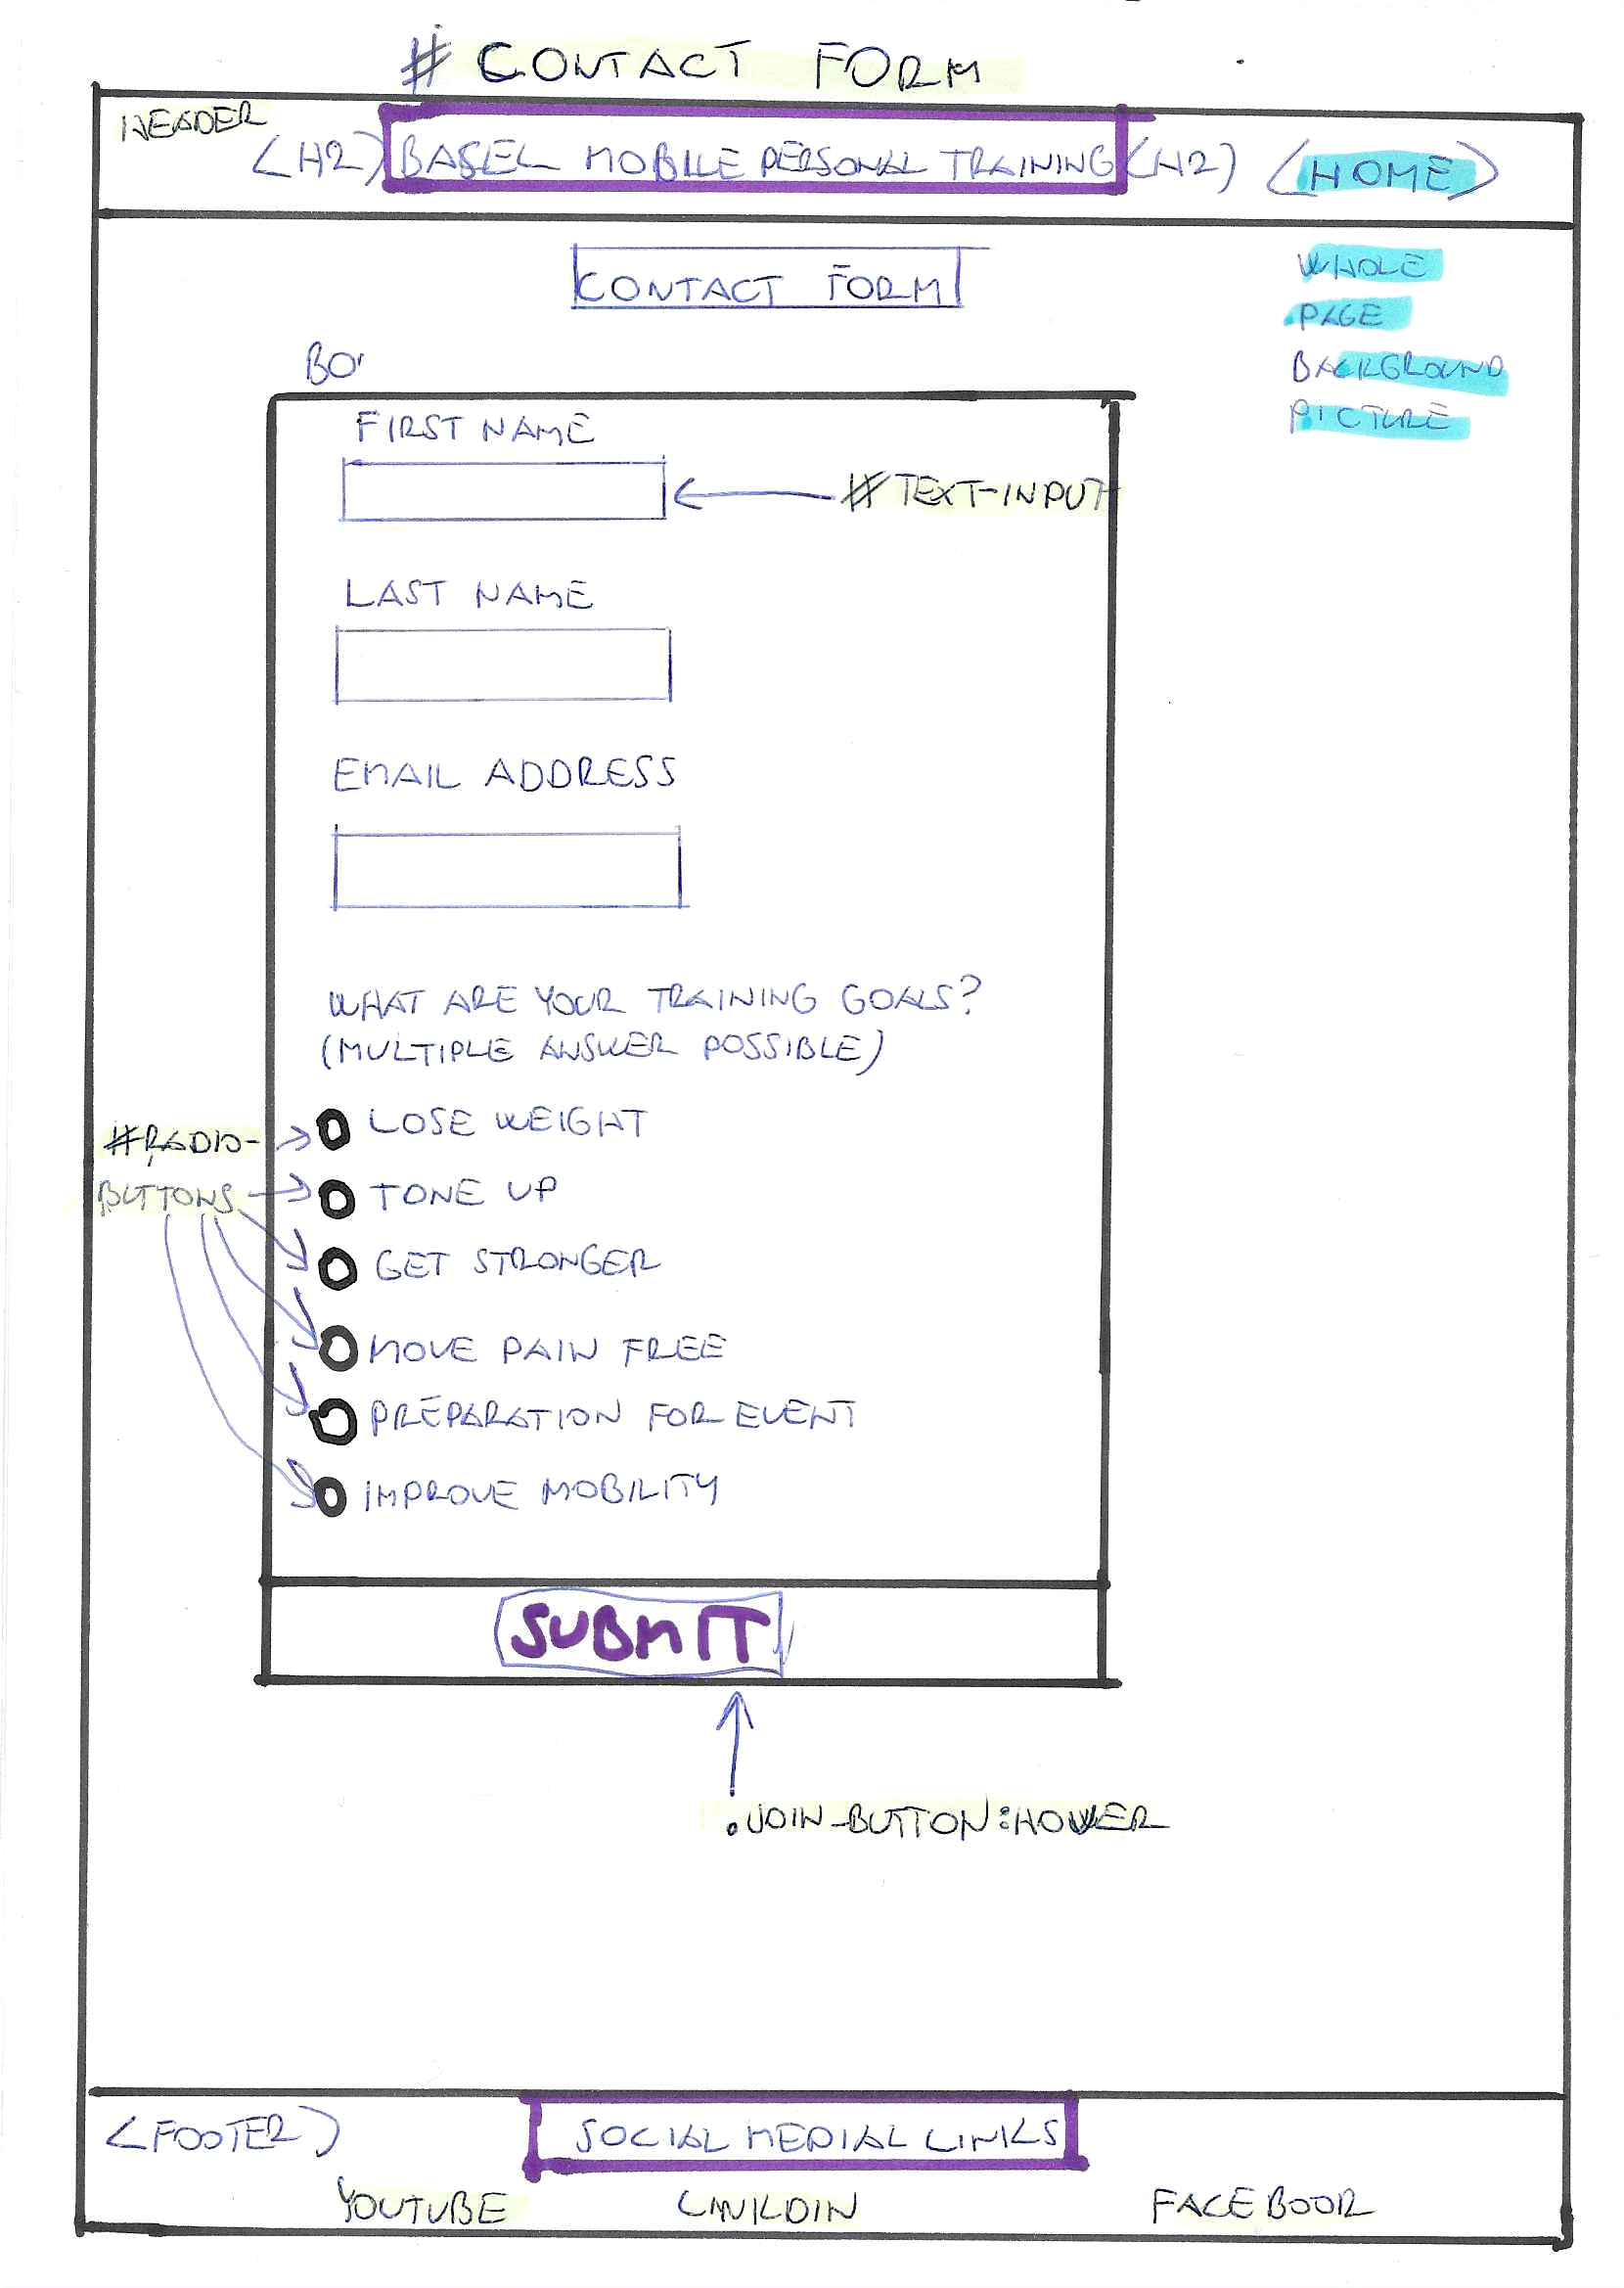 # CONTACT FORM
HEADER
<H2> BASEL MOBILE PERSONAL TRAINING <H2> <HOME>
CONTACT FORM
WHOLE
PAGE
BACKGROUND
PICTURE
BO
FIRST NAME
# TEXT-INPUT
LAST NAME
EMAIL ADDRESS
WHAT ARE YOUR TRAINING GOALS?
(MULTIPLE ANSWER POSSIBLE)
#RADIO-
BUTTONS
LOSE WEIGHT
TONE UP
GET STRONGER
MOVE PAIN FREE
PREPARATION FOR EVENT
IMPROVE MOBILITY
SUBMIT
.JOIN-BUTTON:HOVER
<FOOTER> SOCIAL MEDIAL LINKS
YOUTUBE LINKDIN FACEBOOK